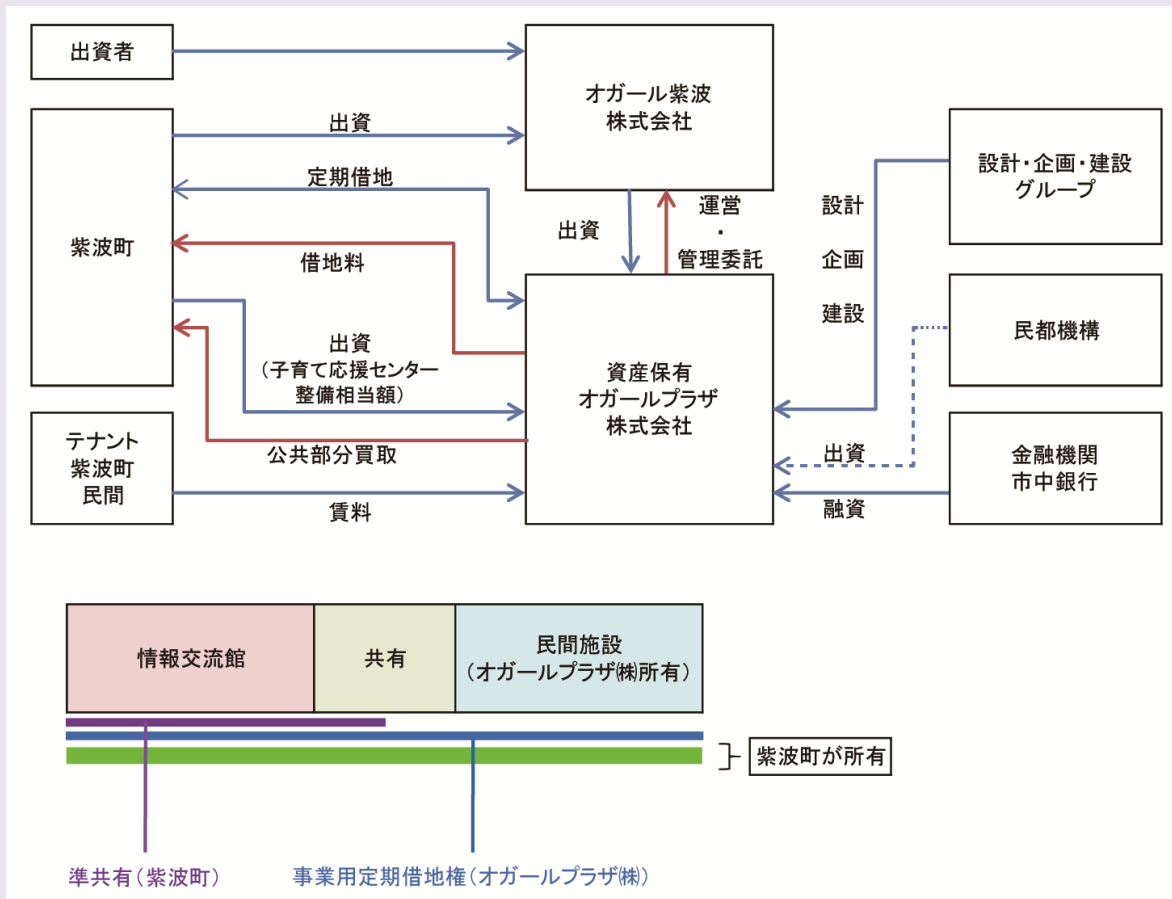 出資者
オガール紫波
株式会社
紫波町
出資
定期借地
借地料
出資
(子育て応援センター
整備相当額)
公共部分買取
テナント
紫波町
民間
賃料
出資
運営
・
管理委託
資産保有
オガールプラザ
株式会社
設計
企画
建設
設計・企画・建設
グループ
民都機構
出資
金融機関
市中銀行
融資
情報交流館
共有
民間施設
(オガールプラザ㈱所有)
紫波町が所有
準共有(紫波町)
事業用定期借地権(オガールプラザ㈱)